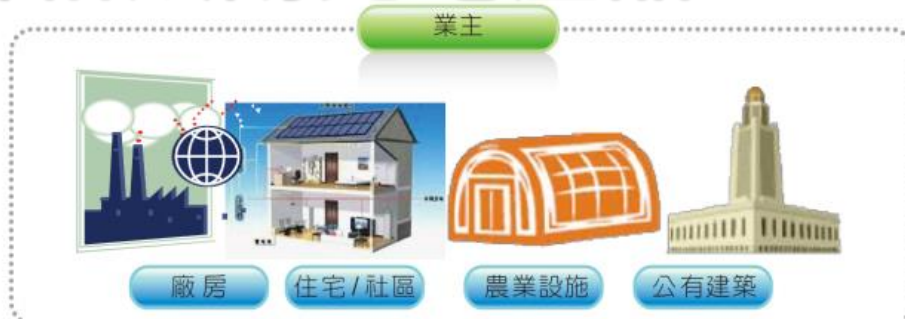 業主
廠房
住宅/社區
農業設施
公有建築